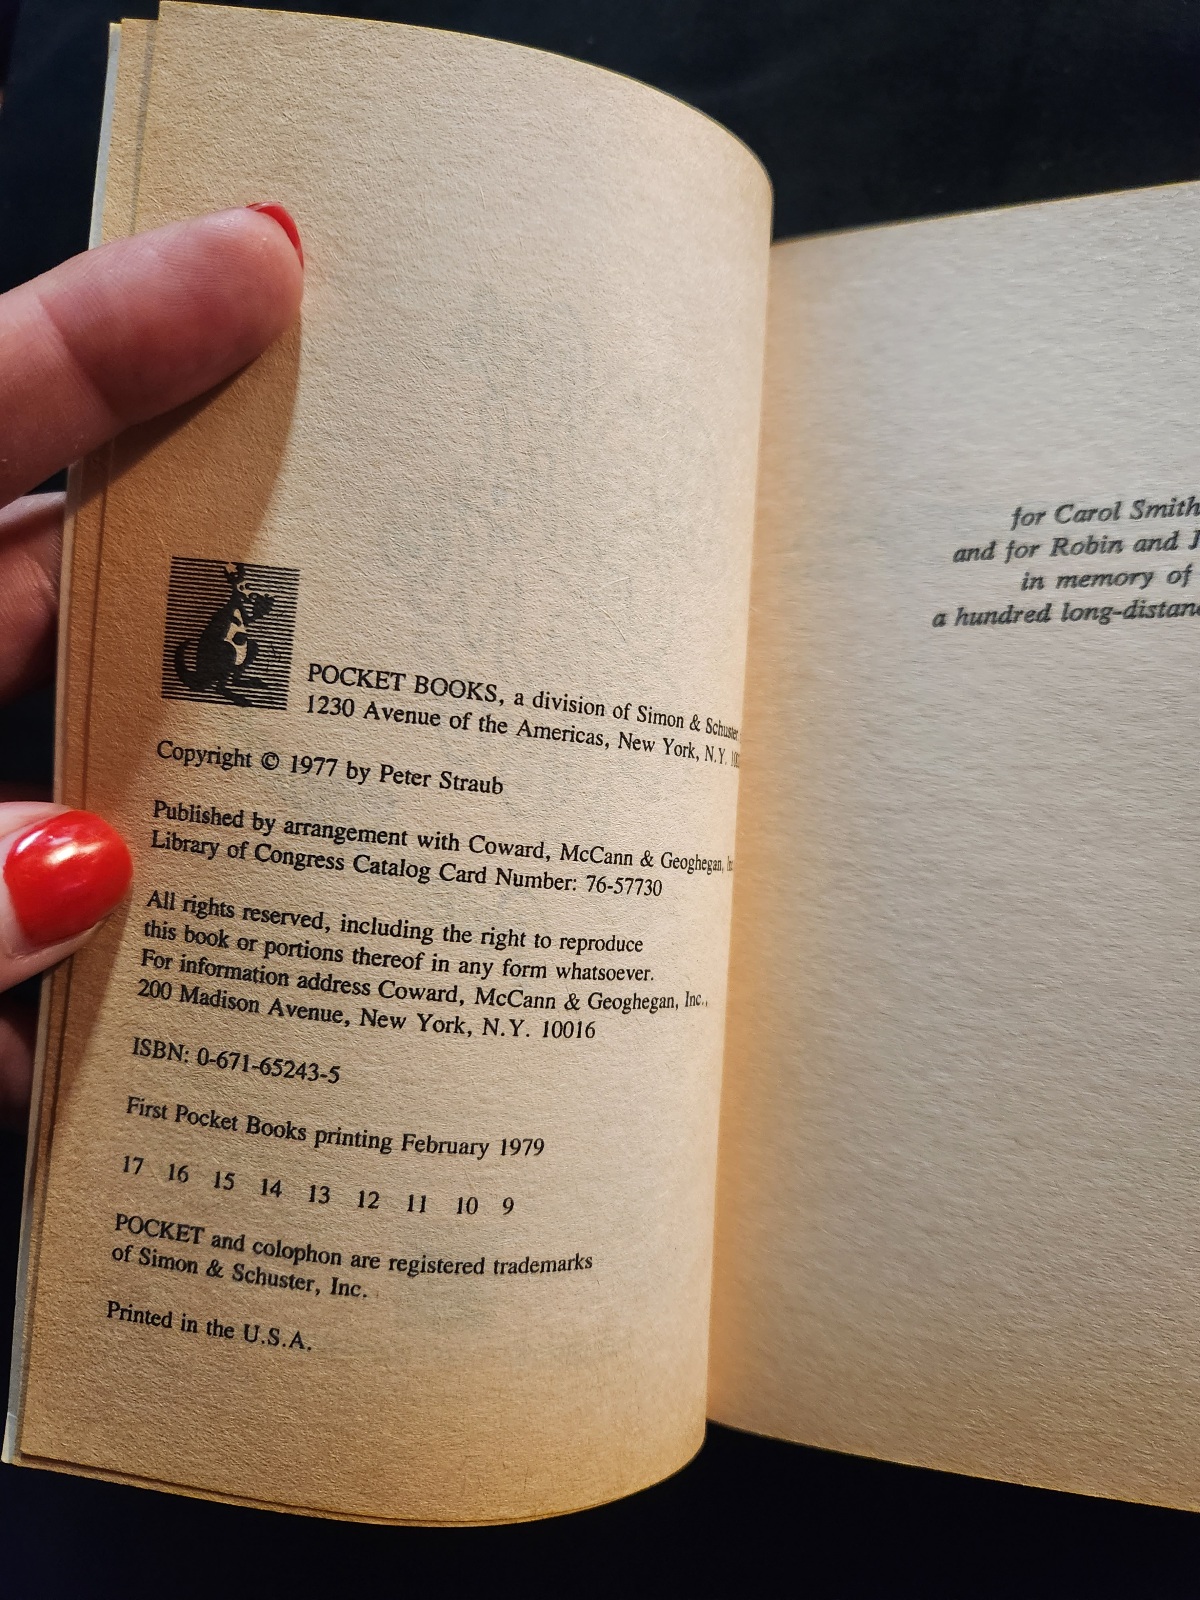 POCKET BOOKS, a division of Simon & Schuster
1230 Avenue of the Americas, New York, N.Y.
Copyright © 1977 by Peter Straub
Published by arrangement with Coward, McCann & Geoghegan,
Library of Congress Catalog Card Number: 76-57730
All rights reserved, including the right to reproduce
this book or portions thereof in any form whatsoever.
For information address Coward, McCann & Geoghegan, Inc.,
200 Madison Avenue, New York, N.Y. 10016
ISBN: 0-671-65243-5
First Pocket Books printing February 1979
17 16 15 14 13 12 11 10 9
POCKET and colophon are registered trademarks
of Simon & Schuster, Inc.
Printed in the U.S.A.
for Carol Smith
and for Robin and
in memory of
a hundred